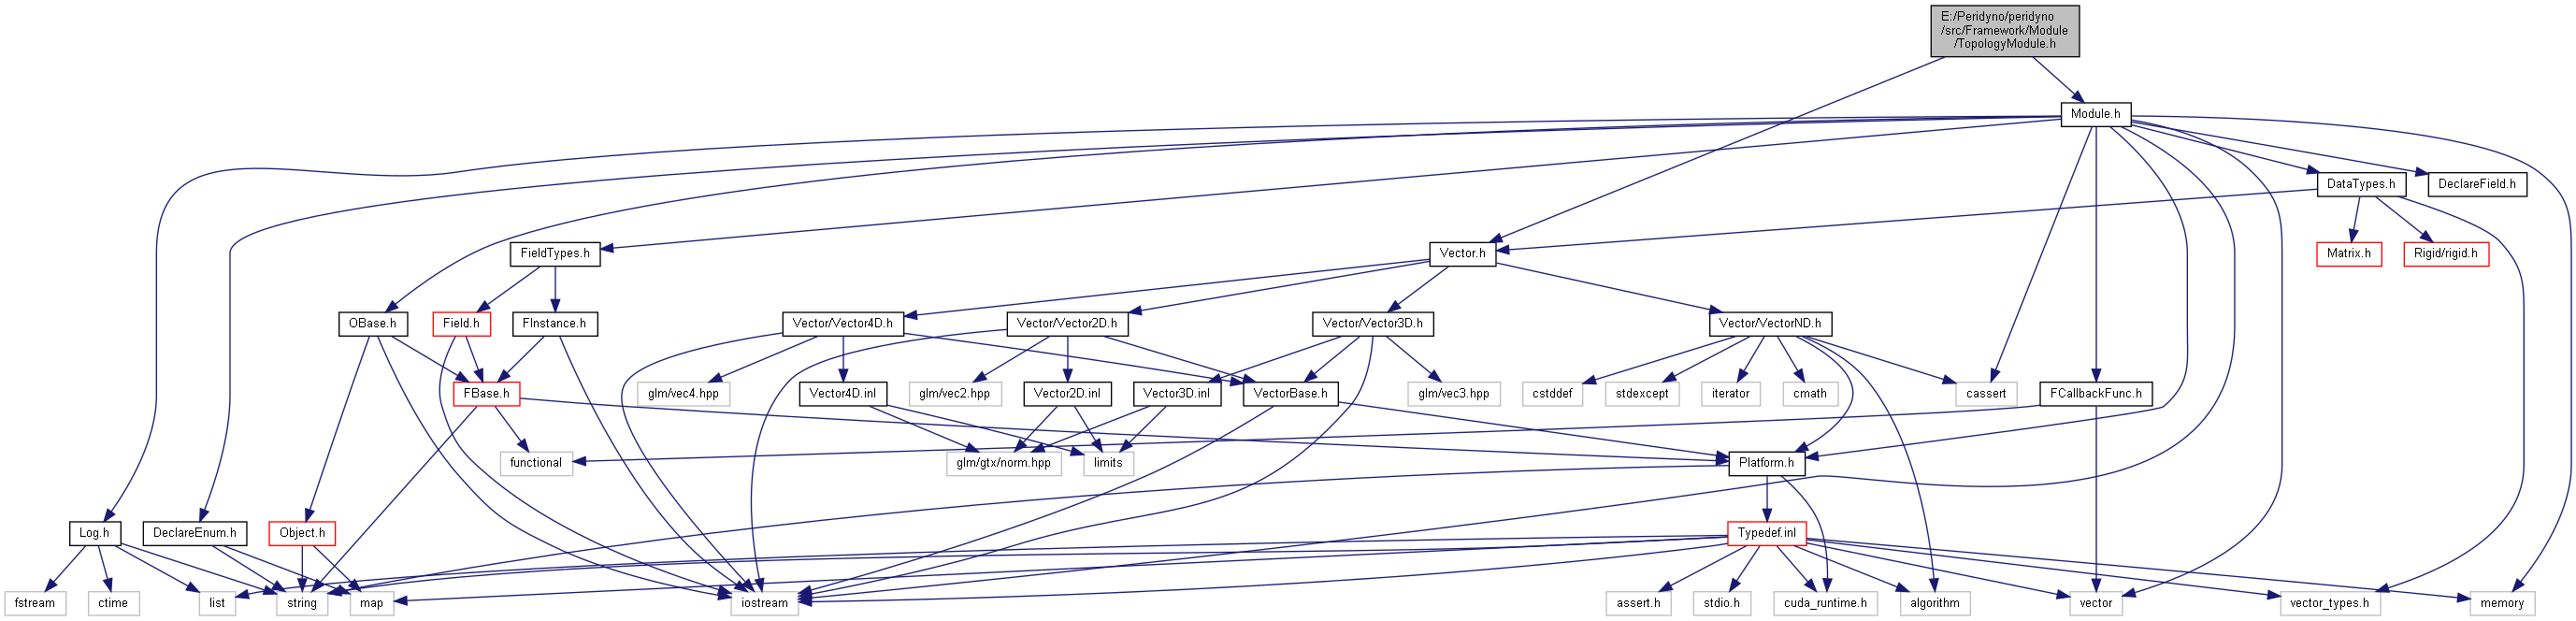 E:/Peridyno/peridyno
/src/Framework/Module
/TopologyModule.h
Module.h
DataTypes.h
DeclareField.h
FieldTypes.h
Vector.h
Matrix.h
Rigid/rigid.h
OBase.h
Field.h
FInstance.h
Vector/Vector4D.h
Vector/Vector2D.h
Vector/Vector3D.h
Vector/VectorND.h
FBase.h
glm/vec4.hpp
Vector4D.inl
glm/vec2.hpp
Vector2D.inl
Vector3D.inl
VectorBase.h
glm/vec3.hpp
cstddef
stdexcept
iterator
cmath
cassert
FCallbackFunc.h
functional
glm/gtx/norm.hpp
limits
Platform.h
Log.h
DeclareEnum.h
Object.h
Typedef.inl
fstream
ctime
list
string
map
iostream
assert.h
stdio.h
cuda_runtime.h
algorithm
vector
vector_types.h
memory